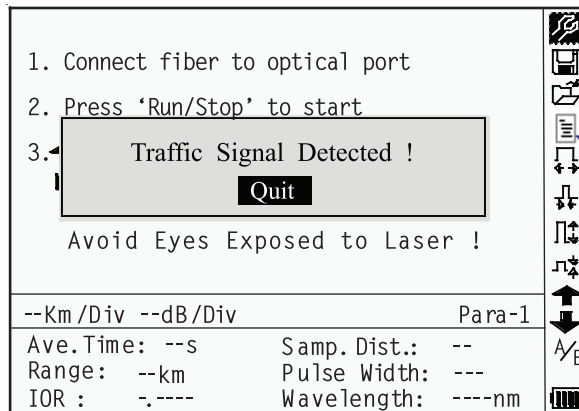 1. Connect fiber to optical port
2. Press ‘Run/Stop’ to start
3.
Traffic Signal Detected !
Quit
Avoid Eyes Exposed to Laser !
--Km/Div --dB/Div Para-1
Ave.Time: --s Samp.Dist.: --
Range: --km Pulse Width: ---
IOR : -.---- Wavelength: ----nm
A/B